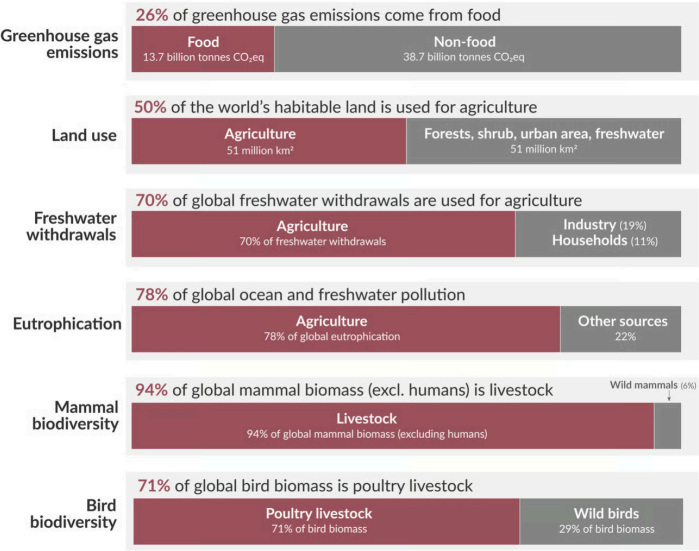 26% of greenhouse gas emissions come from food
Greenhouse gas
emissions
Food
13.7 billion tonnes CO₂eq
Non-food
38.7 billion tonnes CO₂eq
50% of the world's habitable land is used for agriculture
Land use
Agriculture
51 million km²
Forests, shrub, urban area, freshwater
51 million km²
70% of global freshwater withdrawals are used for agriculture
Freshwater
withdrawals
Agriculture
70% of freshwater withdrawals
Industry (19%)
Households (11%)
78% of global ocean and freshwater pollution
Eutrophication
Agriculture
78% of global eutrophication
Other sources
22%
94% of global mammal biomass (excl. humans) is livestock
Wild mammals (6%)
Mammal
biodiversity
Livestock
94% of global mammal biomass (excluding humans)
71% of global bird biomass is poultry livestock
Bird
biodiversity
Poultry livestock
71% of bird biomass
Wild birds
29% of bird biomass